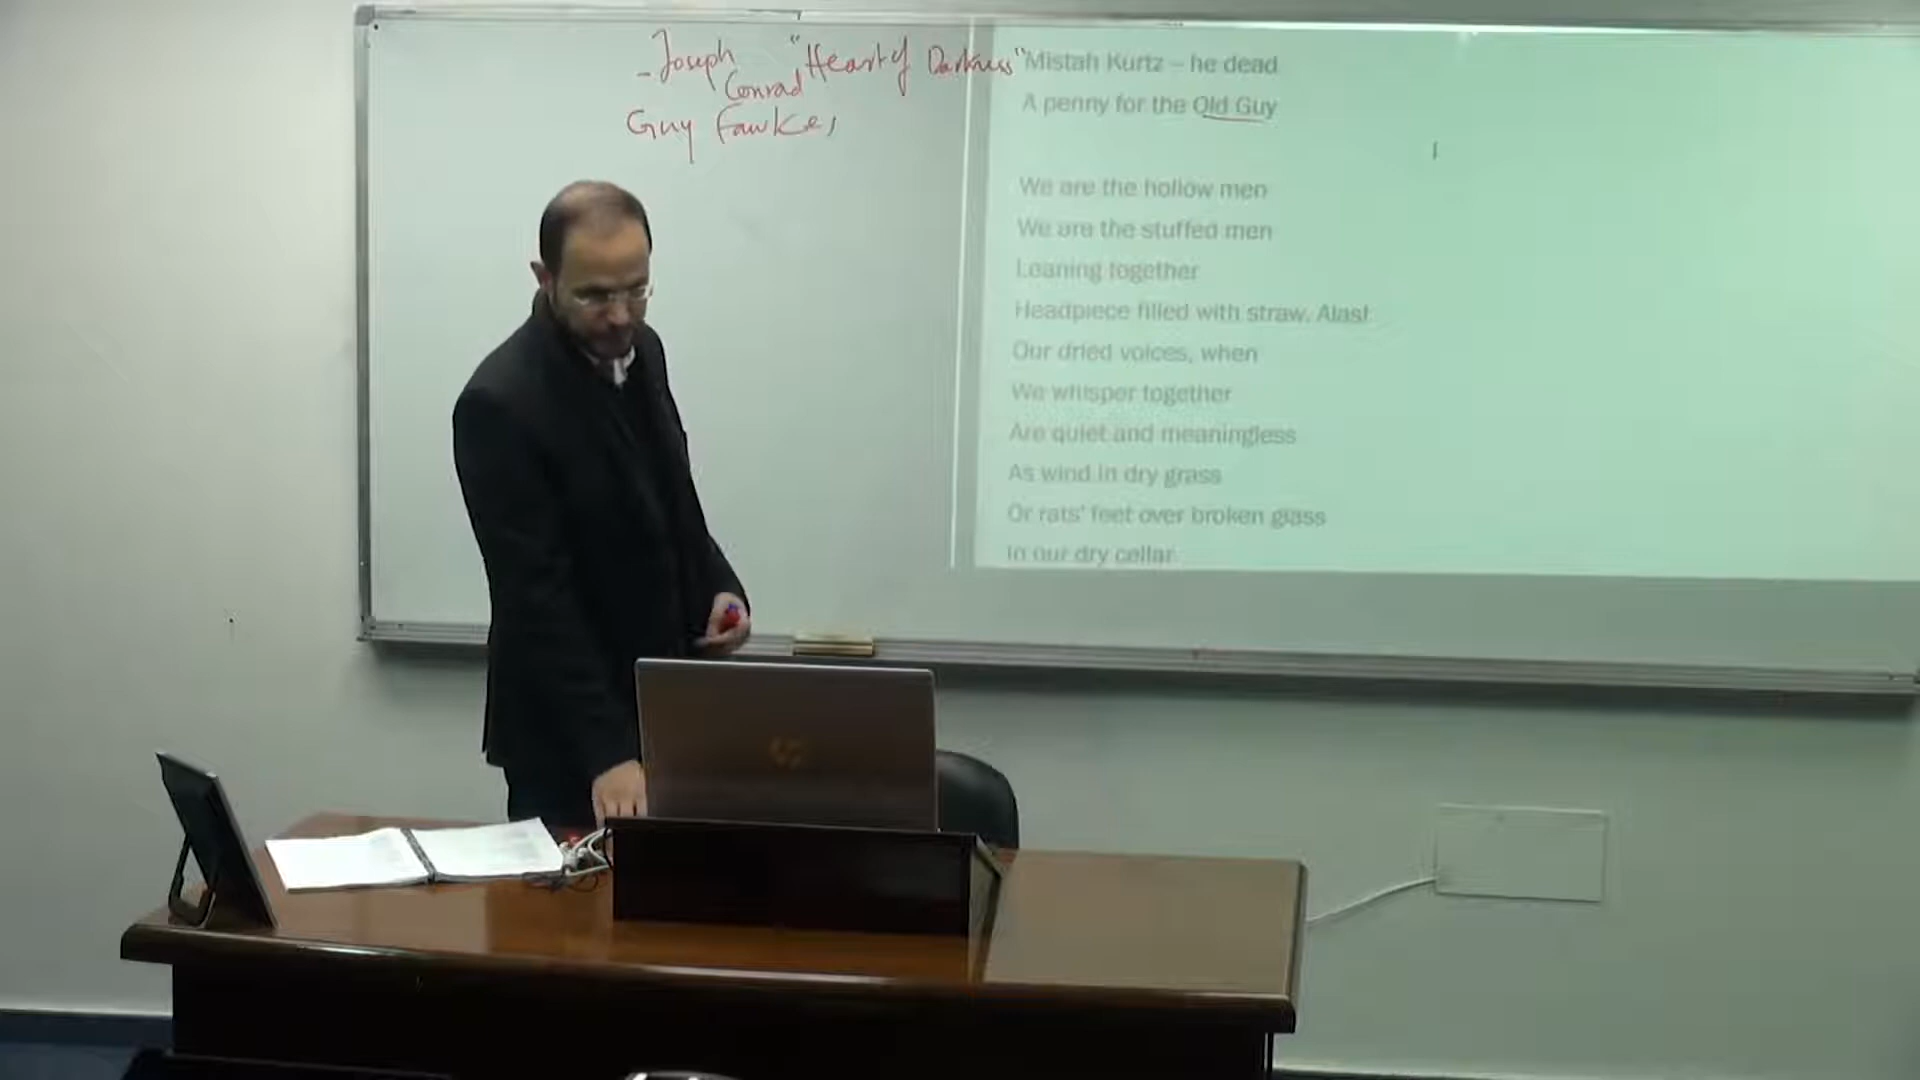 - Joseph Conrad "Heart of Darkness"
Guy Fawkes
Mistah Kurtz – he dead
A penny for the Old Guy
We are the hollow men
We are the stuffed men
Leaning together
Headpiece filled with straw. Alas!
Our dried voices, when
We whisper together
Are quiet and meaningless
As wind in dry grass
Or rats' feet over broken glass
In our dry cellar
hp